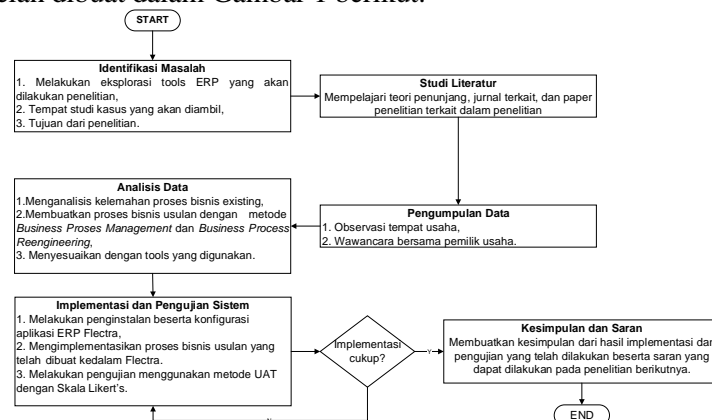 elah dibuat dalam Gambar 1 berikut.
START
Identifikasi Masalah
1. Melakukan eksplorasi tools ERP yang akan
dilakukan penelitian,
2. Tempat studi kasus yang akan diambil,
3. Tujuan dari penelitian.
Studi Literatur
Mempelajari teori penunjang, jurnal terkait, dan paper
penelitian terkait dalam penelitian
Pengumpulan Data
1. Observasi tempat usaha,
2. Wawancara bersama pemilik usaha.
Analisis Data
1.Menganalisis kelemahan proses bisnis existing,
2.Membuatkan proses bisnis usulan dengan metode
Business Proses Management dan Business Process
Reengineering,
3. Menyesuaikan dengan tools yang digunakan.
Implementasi dan Pengujian Sistem
1. Melakukan penginstalan beserta konfigurasi
aplikasi ERP Flectra,
2. Mengimplementasikan proses bisnis usulan yang
telah dibuat kedalam Flectra.
3. Melakukan pengujian menggunakan metode UAT
dengan Skala Likert's.
Implementasi
cukup?
Y
Kesimpulan dan Saran
Membuatkan kesimpulan dari hasil implementasi dan
pengujian yang telah dilakukan beserta saran yang
dapat dilakukan pada penelitian berikutnya.
END